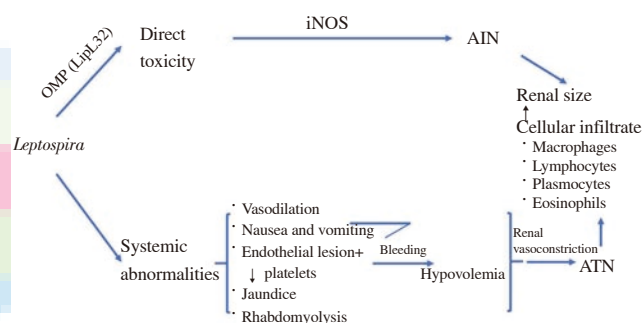 iNOS
OMP (LipL32)
Direct
toxicity
AIN
Renal size
↑
Cellular infiltrate
· Macrophages
· Lymphocytes
· Plasmocytes
· Eosinophils
Leptospira
Systemic
abnormalities
· Vasodilation
· Nausea and vomiting
· Endothelial lesion+
↓ platelets
· Jaundice
· Rhabdomyolysis
Bleeding
Hypovolemia
Renal
vasoconstriction
ATN